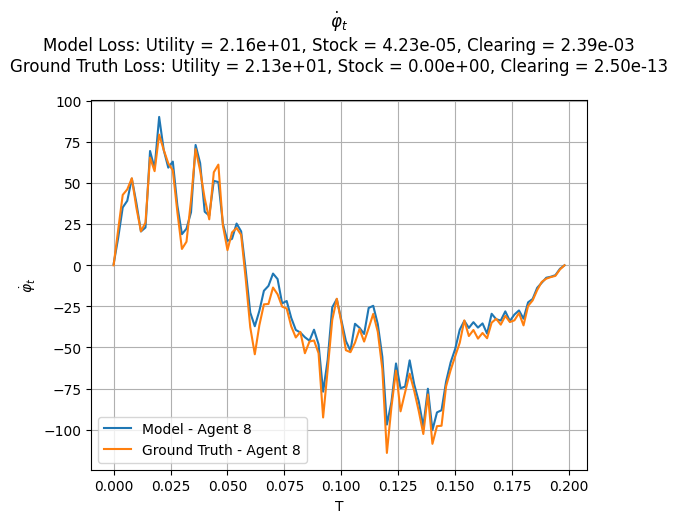 φ̇ₜ
Model Loss: Utility = 2.16e+01, Stock = 4.23e-05, Clearing = 2.39e-03
Ground Truth Loss: Utility = 2.13e+01, Stock = 0.00e+00, Clearing = 2.50e-13
100
75
50
25
0
−25
−50
−75
−100
φ̇ₜ
Model - Agent 8
Ground Truth - Agent 8
0.000 0.025 0.050 0.075 0.100 0.125 0.150 0.175 0.200
T